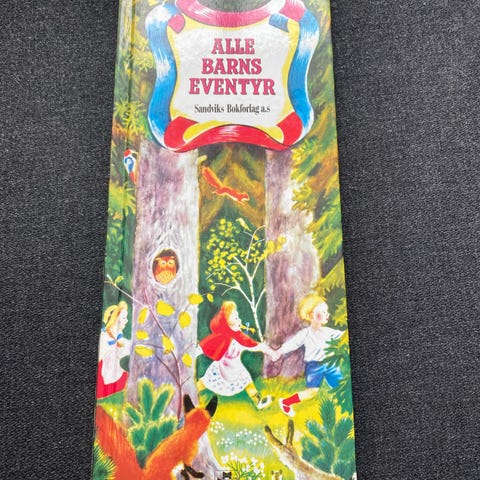 ALLE
BARNS
EVENTYR
Sandviks Bokforlag a.s